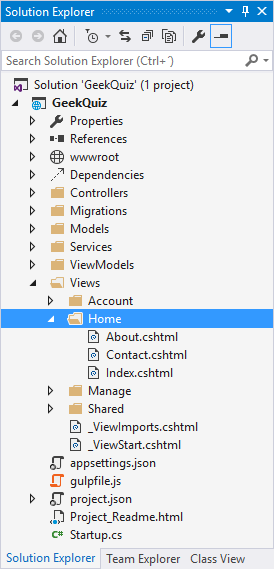 Solution Explorer
Search Solution Explorer (Ctrl+´)
Solution 'GeekQuiz' (1 project)
GeekQuiz
Properties
References
wwwroot
Dependencies
Controllers
Migrations
Models
Services
ViewModels
Views
Account
Home
About.cshtml
Contact.cshtml
Index.cshtml
Manage
Shared
_ViewImports.cshtml
_ViewStart.cshtml
appsettings.json
gulpfile.js
project.json
Project_Readme.html
C# Startup.cs
Solution Explorer Team Explorer Class View